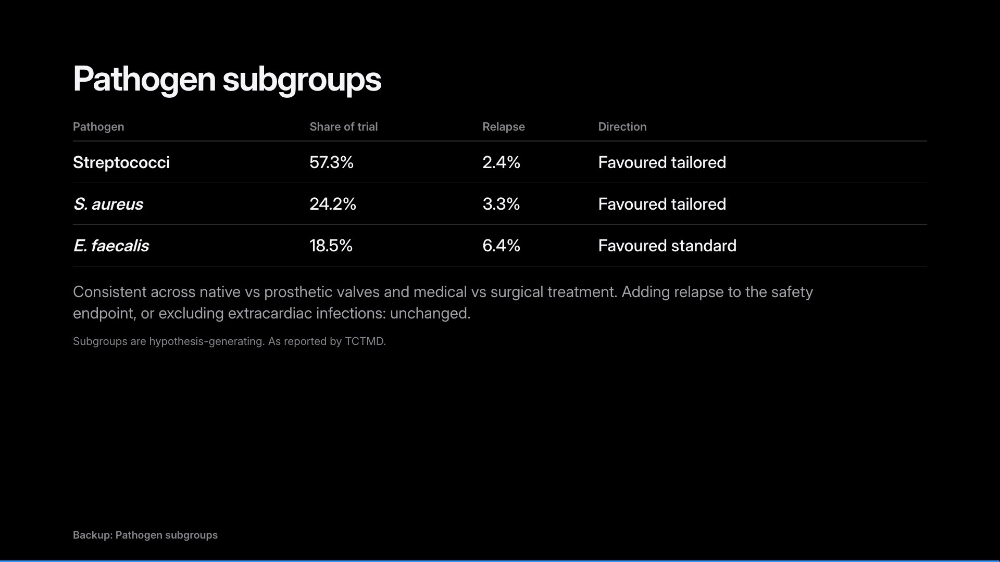 Pathogen subgroups
Pathogen Share of trial Relapse Direction
Streptococci 57.3% 2.4% Favoured tailored
S. aureus 24.2% 3.3% Favoured tailored
E. faecalis 18.5% 6.4% Favoured standard
Consistent across native vs prosthetic valves and medical vs surgical treatment. Adding relapse to the safety
endpoint, or excluding extracardiac infections: unchanged.
Subgroups are hypothesis-generating. As reported by TCTMD.
Backup: Pathogen subgroups